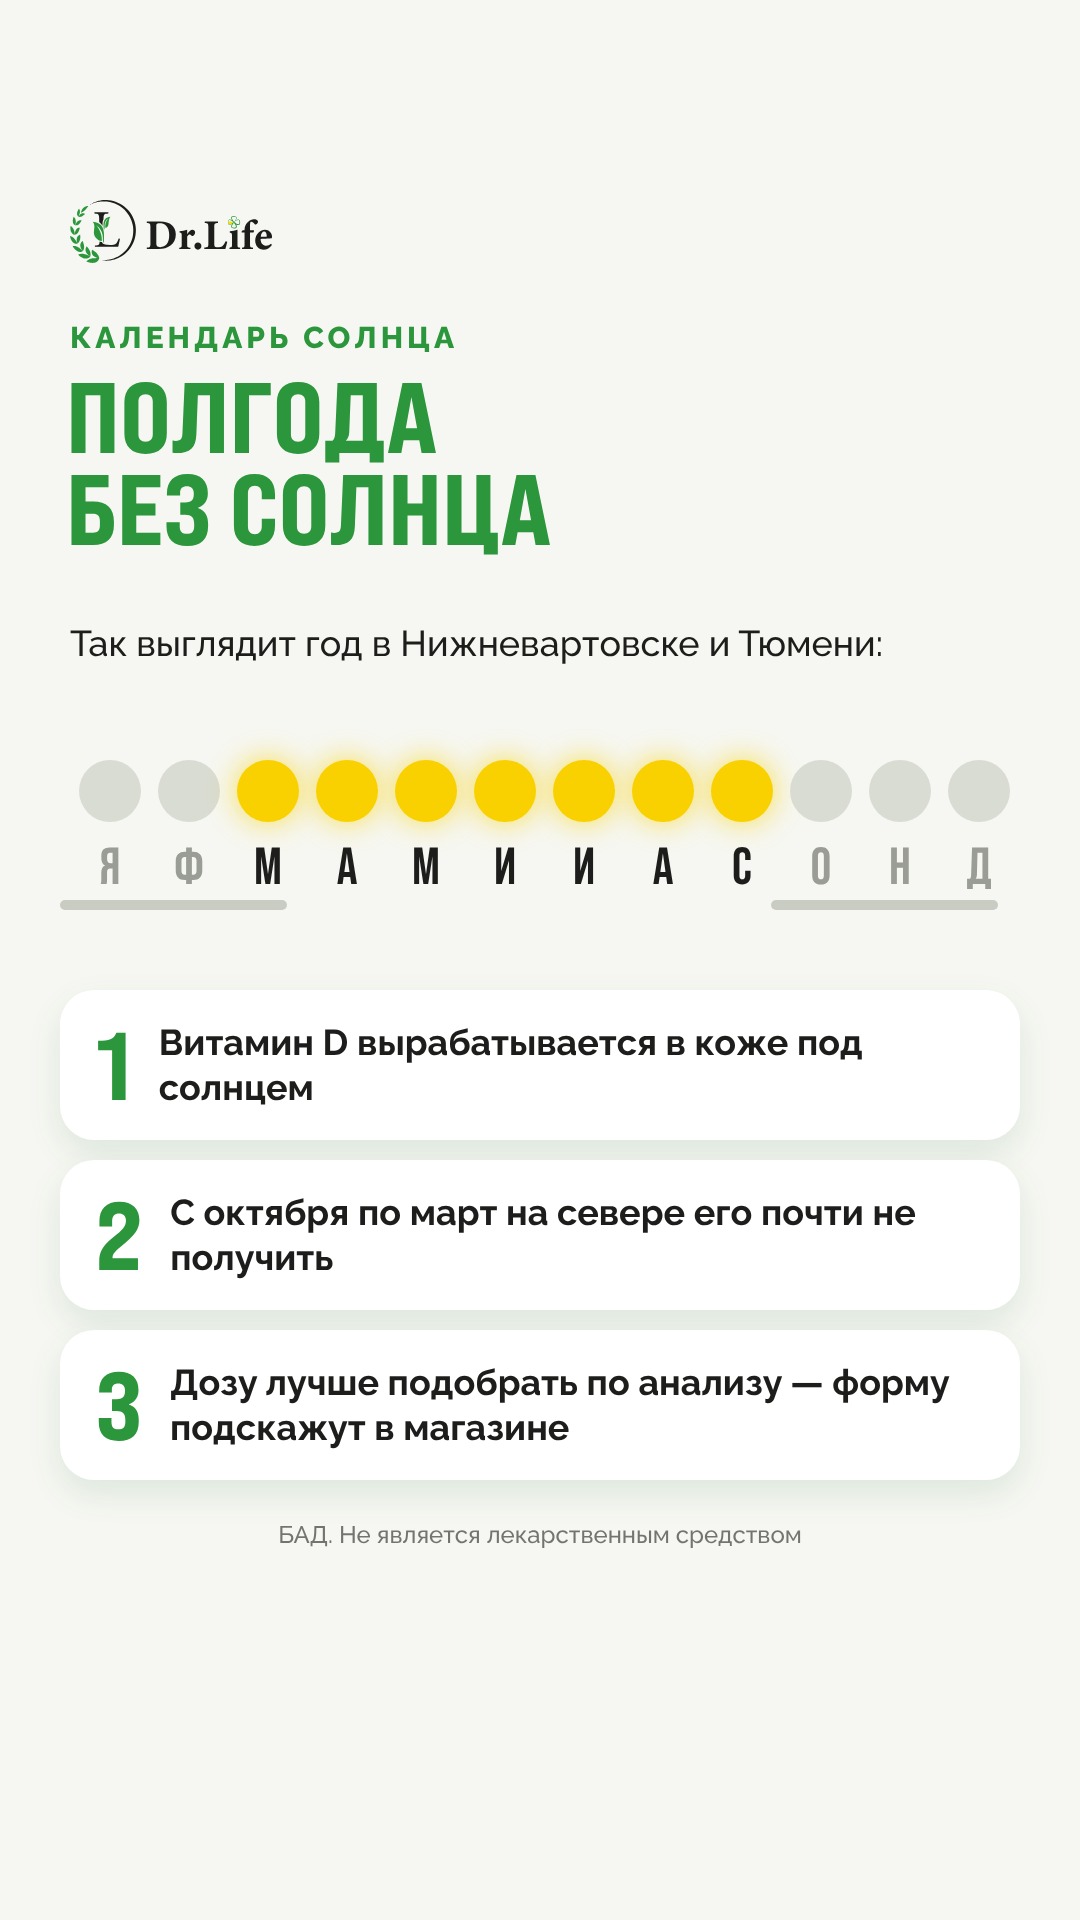 Dr.Life
КАЛЕНДАРЬ СОЛНЦА
ПОЛГОДА
БЕЗ СОЛНЦА
Так выглядит год в Нижневартовске и Тюмени:
Я Ф М А М И И А С О Н Д
1 Витамин D вырабатывается в коже под
солнцем
2 С октября по март на севере его почти не
получить
3 Дозу лучше подобрать по анализу — форму
подскажут в магазине
БАД. Не является лекарственным средством